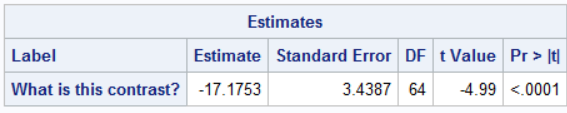 Estimates
Label Estimate Standard Error DF t Value Pr > |t|
What is this contrast? -17.1753 3.4387 64 -4.99 <.0001